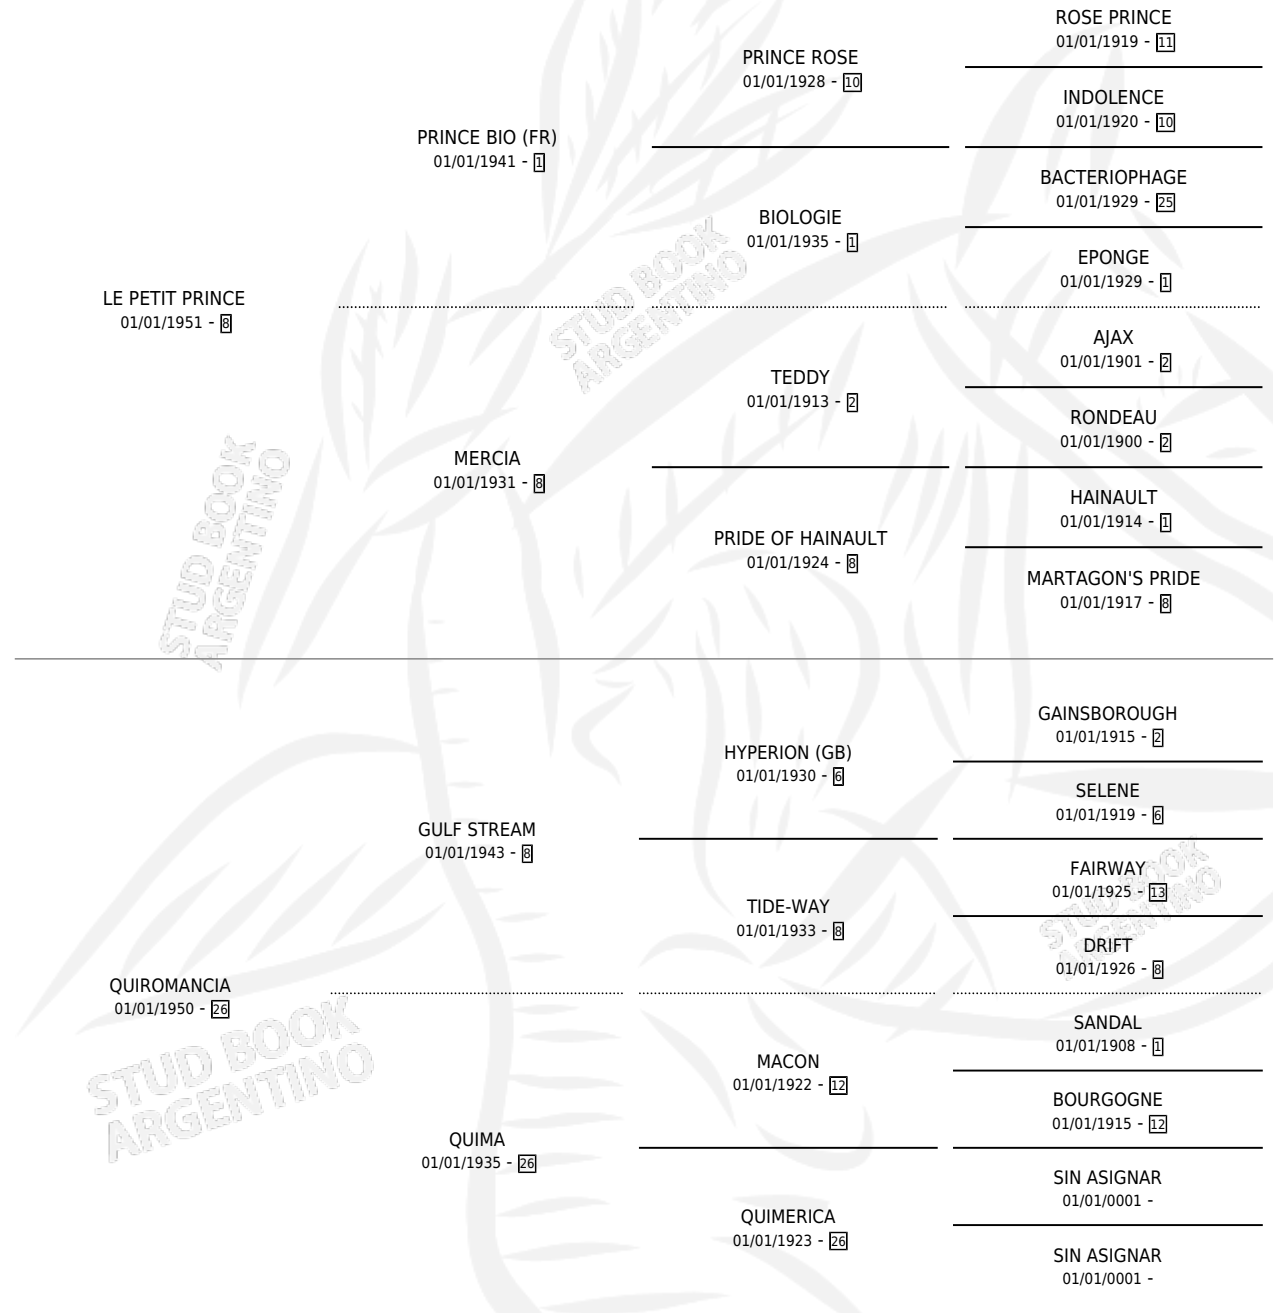 ROSE PRINCE
01/01/1919 - 11
PRINCE ROSE
01/01/1928 - 10
INDOLENCE
01/01/1920 - 10
PRINCE BIO (FR)
01/01/1941 - 1
BACTERIOPHAGE
01/01/1929 - 25
BIOLOGIE
01/01/1935 - 1
EPONGE
01/01/1929 - 1
LE PETIT PRINCE
01/01/1951 - 8
AJAX
01/01/1901 - 2
TEDDY
01/01/1913 - 2
RONDEAU
01/01/1900 - 2
MERCIA
01/01/1931 - 8
HAINAULT
01/01/1914 - 1
PRIDE OF HAINAULT
01/01/1924 - 8
MARTAGON'S PRIDE
01/01/1917 - 8
GAINSBOROUGH
01/01/1915 - 2
HYPERION (GB)
01/01/1930 - 6
SELENE
01/01/1919 - 6
GULF STREAM
01/01/1943 - 8
FAIRWAY
01/01/1925 - 13
TIDE-WAY
01/01/1933 - 8
DRIFT
01/01/1926 - 8
QUIROMANCIA
01/01/1950 - 26
SANDAL
01/01/1908 - 1
MACON
01/01/1922 - 12
BOURGOGNE
01/01/1915 - 12
QUIMA
01/01/1935 - 26
SIN ASIGNAR
01/01/0001 -
QUIMERICA
01/01/1923 - 26
SIN ASIGNAR
01/01/0001 -
STUD BOOK
ARGENTINO
STUD BOOK
ARGENTINO
STUD BOOK
ARGENTINO
STUD BOOK
ARGENTINO